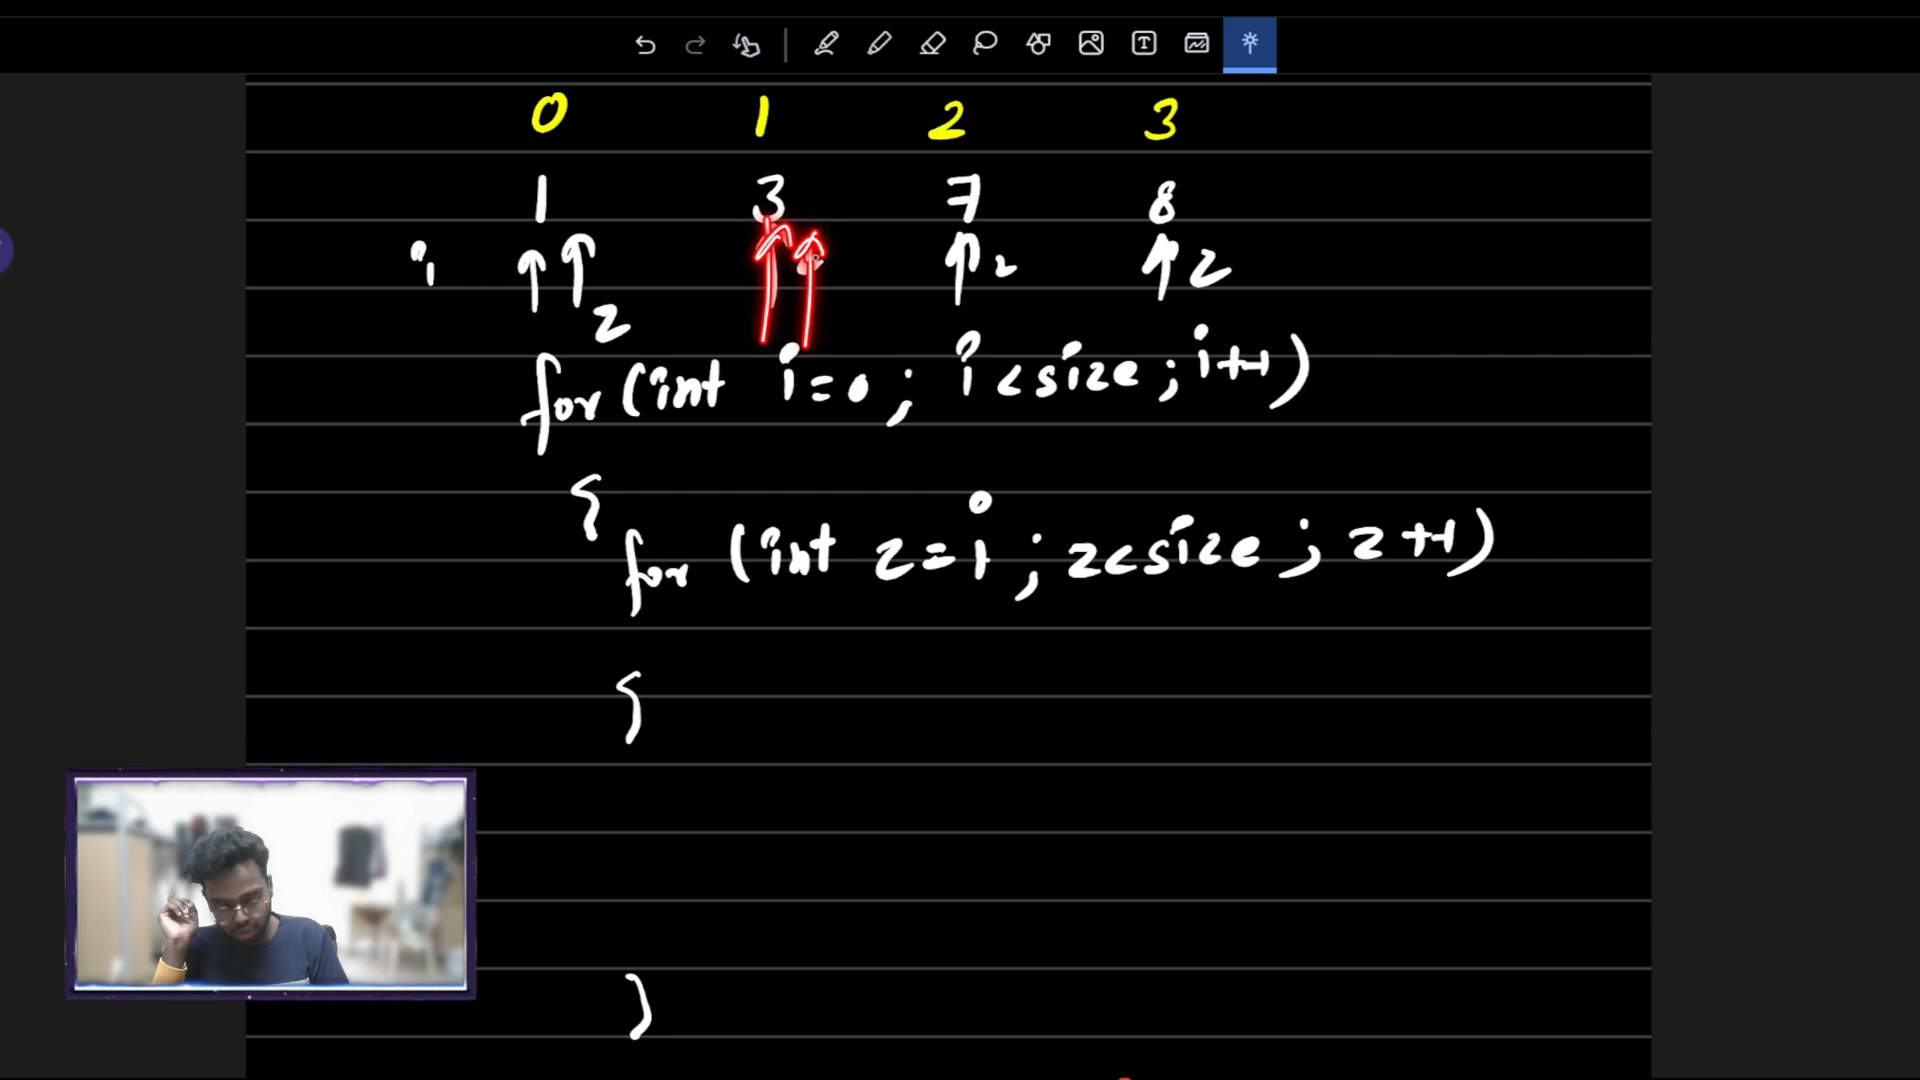 0 1 2 3
1 3 7 8
i 2 2
2
for (int i=0; i<size; i++)
{
for (int z=i; z<size; z++)
{
}